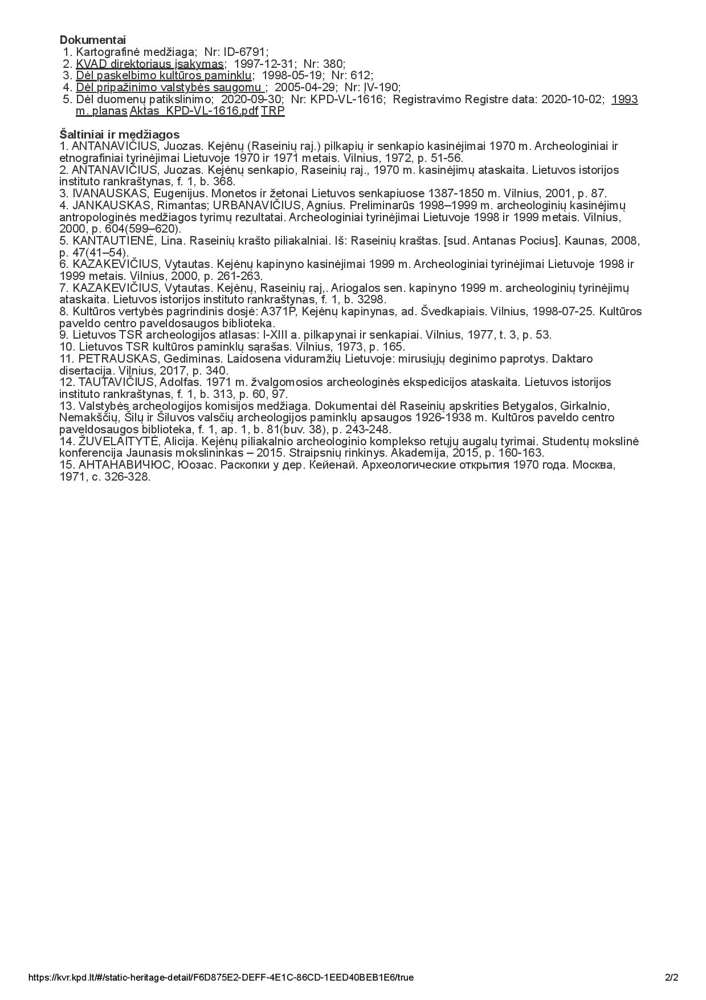 Dokumentai
1. Kartografinė medžiaga; Nr: ID-6791;
2. KVAD direktoriaus įsakymas; 1997-12-31; Nr: 380;
3. Dėl paskelbimo kultūros paminklu; 1998-05-19; Nr: 612;
4. Dėl pripažinimo valstybės saugomu ; 2005-04-29; Nr: ĮV-190;
5. Dėl duomenų patikslinimo; 2020-09-30; Nr: KPD-VL-1616; Registravimo Registre data: 2020-10-02; 1993
m. planas Aktas_KPD-VL-1616.pdf TRP
Šaltiniai ir medžiagos
1. ANTANAVIČIUS, Juozas. Kejėnų (Raseinių raj.) pilkapių ir senkapio kasinėjimai 1970 m. Archeologiniai ir
etnografiniai tyrinėjimai Lietuvoje 1970 ir 1971 metais. Vilnius, 1972, p. 51-56.
2. ANTANAVIČIUS, Juozas. Kejėnų senkapio, Raseinių raj., 1970 m. kasinėjimų ataskaita. Lietuvos istorijos
instituto rankraštynas, f. 1, b. 368.
3. IVANAUSKAS, Eugenijus. Monetos ir žetonai Lietuvos senkapiuose 1387-1850 m. Vilnius, 2001, p. 87.
4. JANKAUSKAS, Rimantas; URBANAVIČIUS, Agnius. Preliminarūs 1998–1999 m. archeologinių kasinėjimų
antropologinės medžiagos tyrimų rezultatai. Archeologiniai tyrinėjimai Lietuvoje 1998 ir 1999 metais. Vilnius,
2000, p. 604(599–620).
5. KANTAUTIENĖ, Lina. Raseinių krašto piliakalniai. Iš: Raseinių kraštas. [sud. Antanas Pocius]. Kaunas, 2008,
p. 47(41–54).
6. KAZAKEVIČIUS, Vytautas. Kejėnų kapinyno kasinėjimai 1999 m. Archeologiniai tyrinėjimai Lietuvoje 1998 ir
1999 metais. Vilnius, 2000, p. 261-263.
7. KAZAKEVIČIUS, Vytautas. Kejėnų, Raseinių raj,. Ariogalos sen. kapinyno 1999 m. archeologinių tyrinėjimų
ataskaita. Lietuvos istorijos instituto rankraštynas, f. 1, b. 3298.
8. Kultūros vertybės pagrindinis dosjė: A371P, Kejėnų kapinynas, ad. Švedkapiais. Vilnius, 1998-07-25. Kultūros
paveldo centro paveldosaugos biblioteka.
9. Lietuvos TSR archeologijos atlasas: I-XIII a. pilkapynai ir senkapiai. Vilnius, 1977, t. 3, p. 53.
10. Lietuvos TSR kultūros paminklų sąrašas. Vilnius, 1973, p. 165.
11. PETRAUSKAS, Gediminas. Laidosena viduramžių Lietuvoje: mirusiųjų deginimo paprotys. Daktaro
disertacija. Vilnius, 2017, p. 340.
12. TAUTAVIČIUS, Adolfas. 1971 m. žvalgomosios archeologinės ekspedicijos ataskaita. Lietuvos istorijos
instituto rankraštynas, f. 1, b. 313, p. 60, 97.
13. Valstybės archeologijos komisijos medžiaga. Dokumentai dėl Raseinių apskrities Betygalos, Girkalnio,
Nemakščių, Šilų ir Šiluvos valsčių archeologijos paminklų apsaugos 1926-1938 m. Kultūros paveldo centro
paveldosaugos biblioteka, f. 1, ap. 1, b. 81(buv. 38), p. 243-248.
14. ŽUVELAITYTĖ, Alicija. Kejėnų piliakalnio archeologinio komplekso retųjų augalų tyrimai. Studentų mokslinė
konferencija Jaunasis mokslininkas – 2015. Straipsnių rinkinys. Akademija, 2015, p. 160-163.
15. АНТАНАВИЧЮС, Юозас. Раскопки у дер. Кейенай. Археологические открытия 1970 года. Москва,
1971, с. 326-328.
https://kvr.kpd.lt/#/static-heritage-detail/F6D875E2-DEFF-4E1C-86CD-1EED40BEB1E6/true 2/2